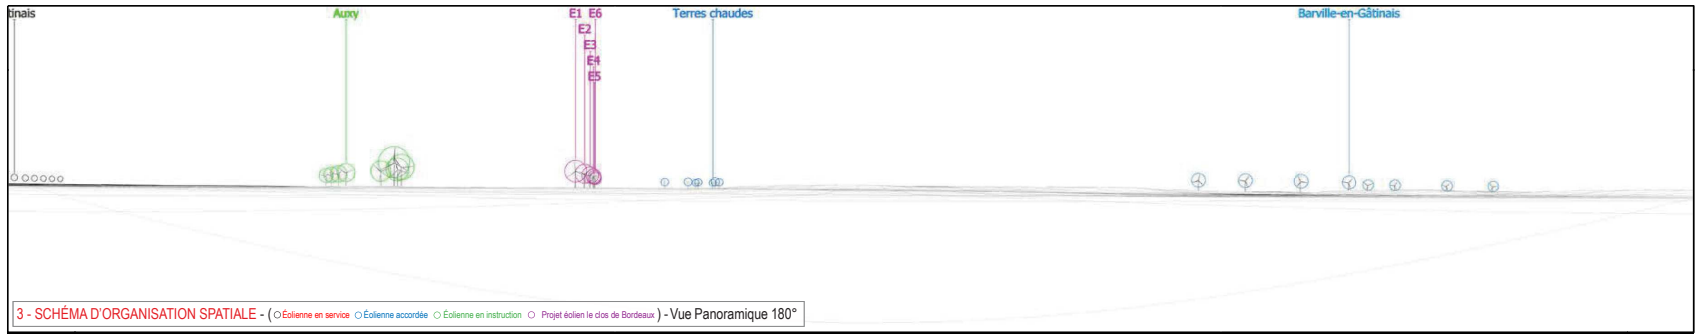 tinais
Auxy
E1 E6
E2
E3
E4
E5
Terres chaudes
Barville-en-Gâtinais
3 - SCHÉMA D'ORGANISATION SPATIALE - ( Éolienne en service Éolienne accordée Éolienne en instruction Projet éolien le clos de Bordeaux ) - Vue Panoramique 180°